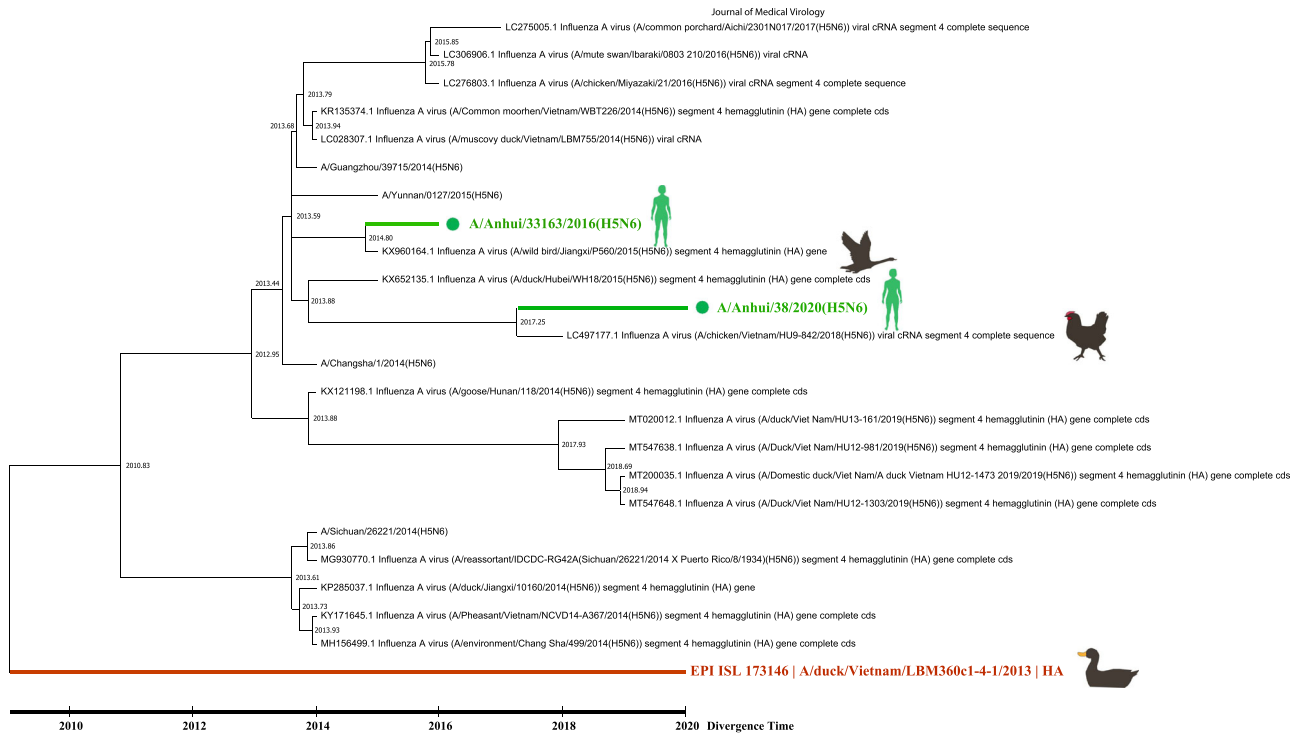 Journal of Medical Virology
LC275005.1 Influenza A virus (A/common porchard/Aichi/2301N017/2017(H5N6)) viral cRNA segment 4 complete sequence
2015.85
LC306906.1 Influenza A virus (A/mute swan/Ibaraki/0803 210/2016(H5N6)) viral cRNA
2015.78
LC276803.1 Influenza A virus (A/chicken/Miyazaki/21/2016(H5N6)) viral cRNA segment 4 complete sequence
2013.79
KR135374.1 Influenza A virus (A/Common moorhen/Vietnam/WBT226/2014(H5N6)) segment 4 hemagglutinin (HA) gene complete cds
2013.68
2013.94
LC028307.1 Influenza A virus (A/muscovy duck/Vietnam/LBM755/2014(H5N6)) viral cRNA
A/Guangzhou/39715/2014(H5N6)
A/Yunnan/0127/2015(H5N6)
2013.59
A/Anhui/33163/2016(H5N6)
2014.80
KX960164.1 Influenza A virus (A/wild bird/Jiangxi/P560/2015(H5N6)) segment 4 hemagglutinin (HA) gene
KX652135.1 Influenza A virus (A/duck/Hubei/WH18/2015(H5N6)) segment 4 hemagglutinin (HA) gene complete cds
2013.44
2013.88
A/Anhui/38/2020(H5N6)
2017.25
LC497177.1 Influenza A virus (A/chicken/Vietnam/HU9-842/2018(H5N6)) viral cRNA segment 4 complete sequence
2012.95
A/Changsha/1/2014(H5N6)
KX121198.1 Influenza A virus (A/goose/Hunan/118/2014(H5N6)) segment 4 hemagglutinin (HA) gene complete cds
2013.88
MT020012.1 Influenza A virus (A/duck/Viet Nam/HU13-161/2019(H5N6)) segment 4 hemagglutinin (HA) gene complete cds
2017.93
MT547638.1 Influenza A virus (A/Duck/Viet Nam/HU12-981/2019(H5N6)) segment 4 hemagglutinin (HA) gene complete cds
2010.83
2018.69
MT200035.1 Influenza A virus (A/Domestic duck/Viet Nam/A duck Vietnam HU12-1473 2019/2019(H5N6)) segment 4 hemagglutinin (HA) gene complete cds
2018.94
MT547648.1 Influenza A virus (A/Duck/Viet Nam/HU12-1303/2019(H5N6)) segment 4 hemagglutinin (HA) gene complete cds
A/Sichuan/26221/2014(H5N6)
2013.86
MG930770.1 Influenza A virus (A/reassortant/IDCDC-RG42A(Sichuan/26221/2014 X Puerto Rico/8/1934)(H5N6)) segment 4 hemagglutinin (HA) gene complete cds
2013.61
KP285037.1 Influenza A virus (A/duck/Jiangxi/10160/2014(H5N6)) segment 4 hemagglutinin (HA) gene
2013.73
KY171645.1 Influenza A virus (A/Pheasant/Vietnam/NCVD14-A367/2014(H5N6)) segment 4 hemagglutinin (HA) gene complete cds
2013.93
MH156499.1 Influenza A virus (A/environment/Chang Sha/499/2014(H5N6)) segment 4 hemagglutinin (HA) gene complete cds
EPI ISL 173146 | A/duck/Vietnam/LBM360c1-4-1/2013 | HA
2010 2012 2014 2016 2018 2020 Divergence Time